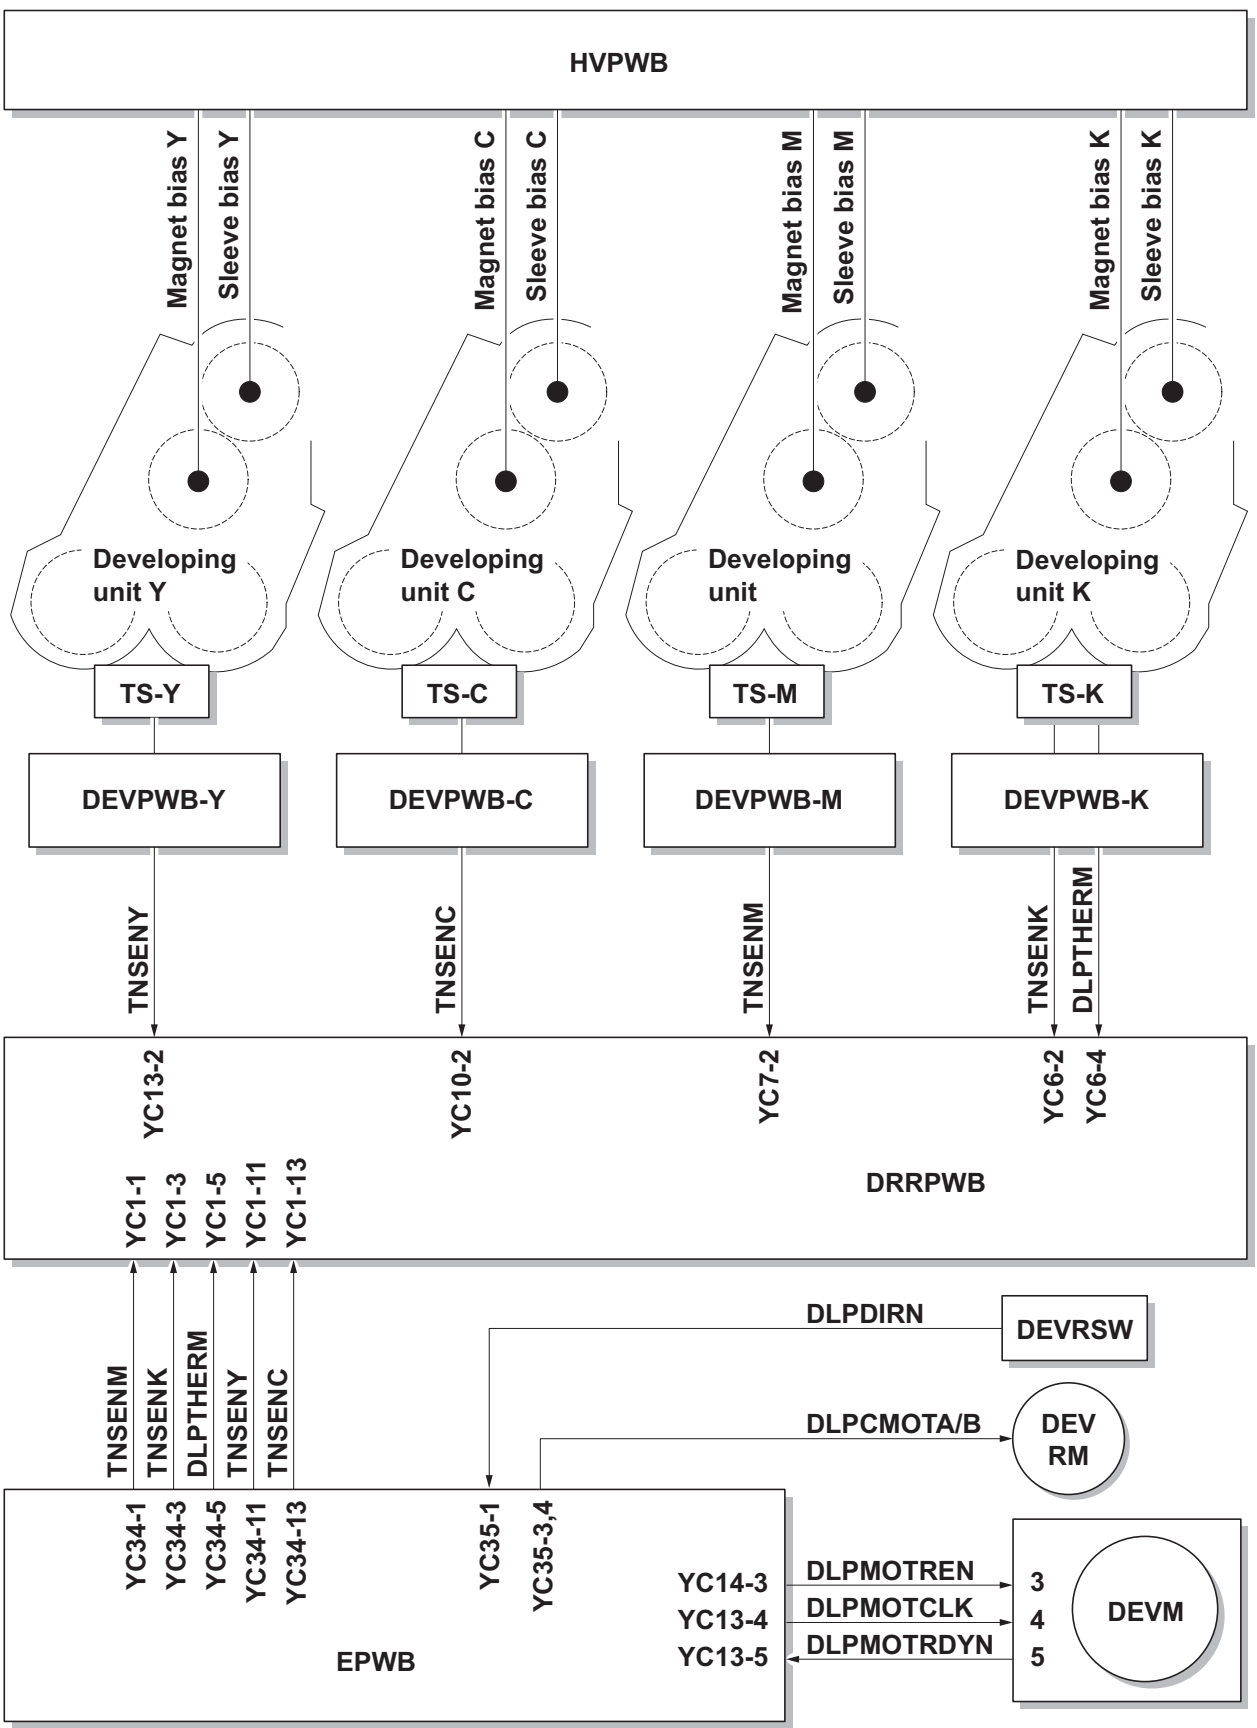 HVPWB
Magnet bias Y
Sleeve bias Y
Magnet bias C
Sleeve bias C
Magnet bias M
Sleeve bias M
Magnet bias K
Sleeve bias K
Developing
unit Y
Developing
unit C
Developing
unit
Developing
unit K
TS-Y
TS-C
TS-M
TS-K
DEVPWB-Y
DEVPWB-C
DEVPWB-M
DEVPWB-K
TNSENY
TNSENC
TNSENM
TNSENK
DLPTHERM
YC13-2
YC10-2
YC7-2
YC6-2
YC6-4
YC1-1
YC1-3
YC1-5
YC1-11
YC1-13
DRRPWB
TNSENM
TNSENK
DLPTHERM
TNSENY
TNSENC
DLPDIRN
DEVRSW
DLPCMOTA/B
DEV
RM
YC34-1
YC34-3
YC34-5
YC34-11
YC34-13
YC35-1
YC35-3,4
YC14-3
DLPMOTREN
3
YC13-4
DLPMOTCLK
4
YC13-5
DLPMOTRDYN
5
DEVM
EPWB